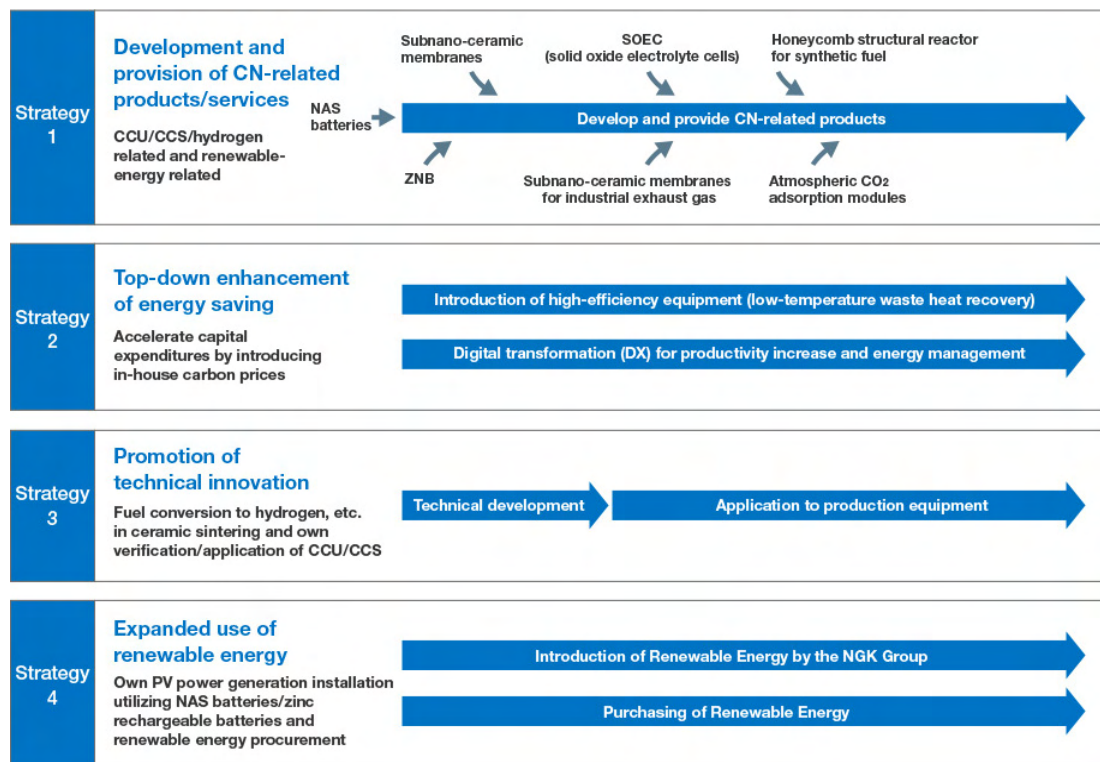 Strategy
1
Development and
provision of CN-related
products/services
CCU/CCS/hydrogen
related and renewable-
energy related
Subnano-ceramic
membranes
SOEC
(solid oxide electrolyte cells)
Honeycomb structural reactor
for synthetic fuel
NAS
batteries
Develop and provide CN-related products
ZNB
Subnano-ceramic membranes
for industrial exhaust gas
Atmospheric CO₂
adsorption modules
Strategy
2
Top-down enhancement
of energy saving
Accelerate capital
expenditures by introducing
in-house carbon prices
Introduction of high-efficiency equipment (low-temperature waste heat recovery)
Digital transformation (DX) for productivity increase and energy management
Strategy
3
Promotion of
technical innovation
Fuel conversion to hydrogen, etc.
in ceramic sintering and own
verification/application of CCU/CCS
Technical development
Application to production equipment
Strategy
4
Expanded use of
renewable energy
Own PV power generation installation
utilizing NAS batteries/zinc
rechargeable batteries and
renewable energy procurement
Introduction of Renewable Energy by the NGK Group
Purchasing of Renewable Energy